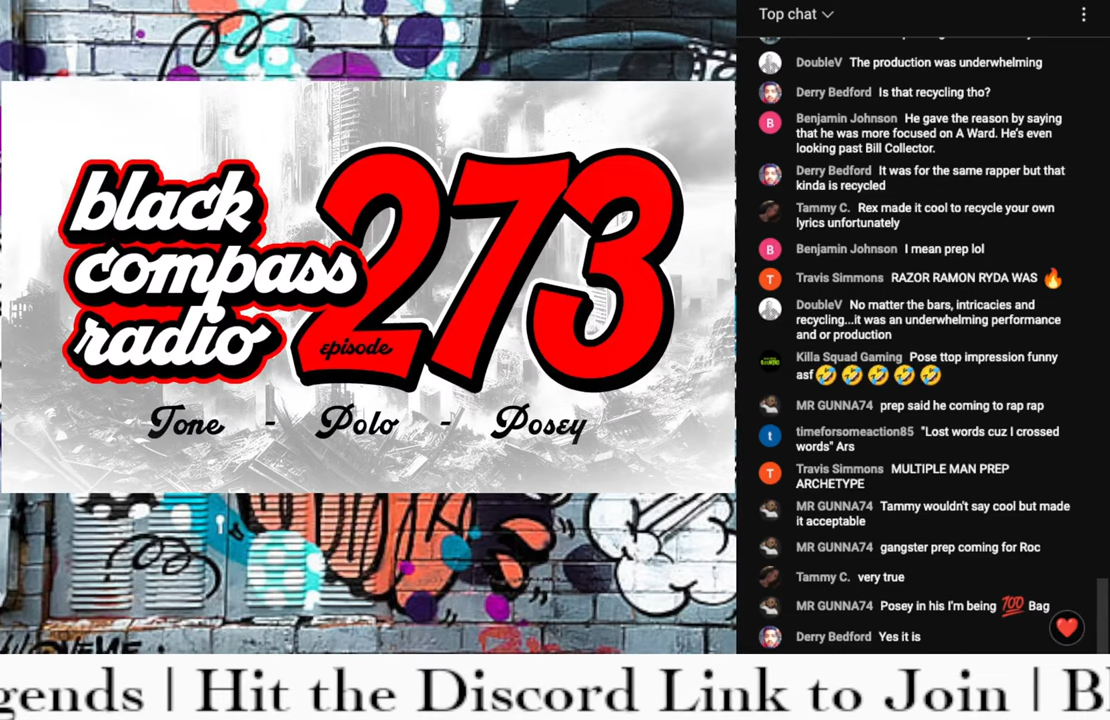 black
compass
radio
273
episode
Tone - Polo - Posey
Top chat
DoubleV The production was underwhelming
Derry Bedford Is that recycling tho?
Benjamin Johnson He gave the reason by saying
that he was more focused on A Ward. He's even
looking past Bill Collector.
Derry Bedford It was for the same rapper but that
kinda is recycled
Tammy C. Rex made it cool to recycle your own
lyrics unfortunately
Benjamin Johnson I mean prep lol
Travis Simmons RAZOR RAMON RYDA WAS 🔥
DoubleV No matter the bars, intricacies and
recycling...it was an underwhelming performance
and or production
Killa Squad Gaming Pose ttop impression funny
asf🤣🤣🤣🤣🤣
MR GUNNA74 prep said he coming to rap rap
timeforsomeaction85 "Lost words cuz I crossed
words" Ars
Travis Simmons MULTIPLE MAN PREP
ARCHETYPE
MR GUNNA74 Tammy wouldn't say cool but made
it acceptable
MR GUNNA74 gangster prep coming for Roc
Tammy C. very true
MR GUNNA74 Posey in his I'm being 💯 Bag
Derry Bedford Yes it is
gends | Hit the Discord Link to Join | Bl